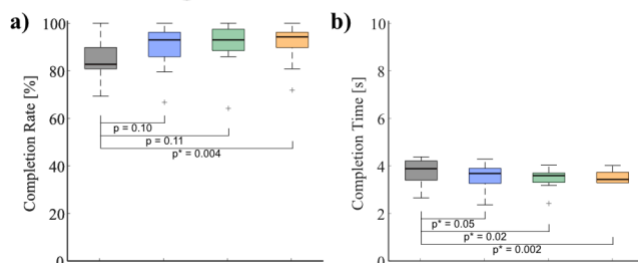 a)
Completion Rate [%]
100
80
60
40
20
0
p = 0.10
p = 0.11
p* = 0.004
b)
Completion Time [s]
10
8
6
4
2
0
p* = 0.05
p* = 0.02
p* = 0.002